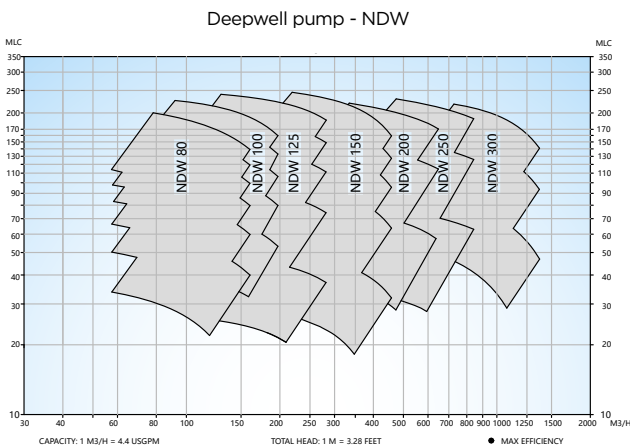 Deepwell pump - NDW
MLC
MLC
350
350
300
300
250
250
200
200
170
170
150
150
130
130
110
110
90
90
70
70
60
60
50
50
40
40
30
30
20
20
10
10
NDW 80
NDW 100
NDW 125
NDW 150
NDW 200
NDW 250
NDW 300
30 40 60 80 100 150 200 250 300 400 500 600 700 800 900 1000 1250 1500 2000 M3/H
CAPACITY: 1 M3/H = 4.4 USGPM TOTAL HEAD: 1 M = 3.28 FEET ● MAX EFFICIENCY